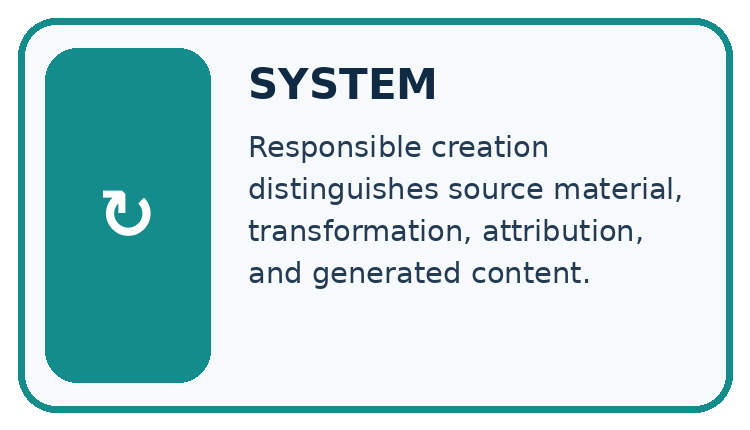 SYSTEM
Responsible creation
distinguishes source material,
transformation, attribution,
and generated content.
↻